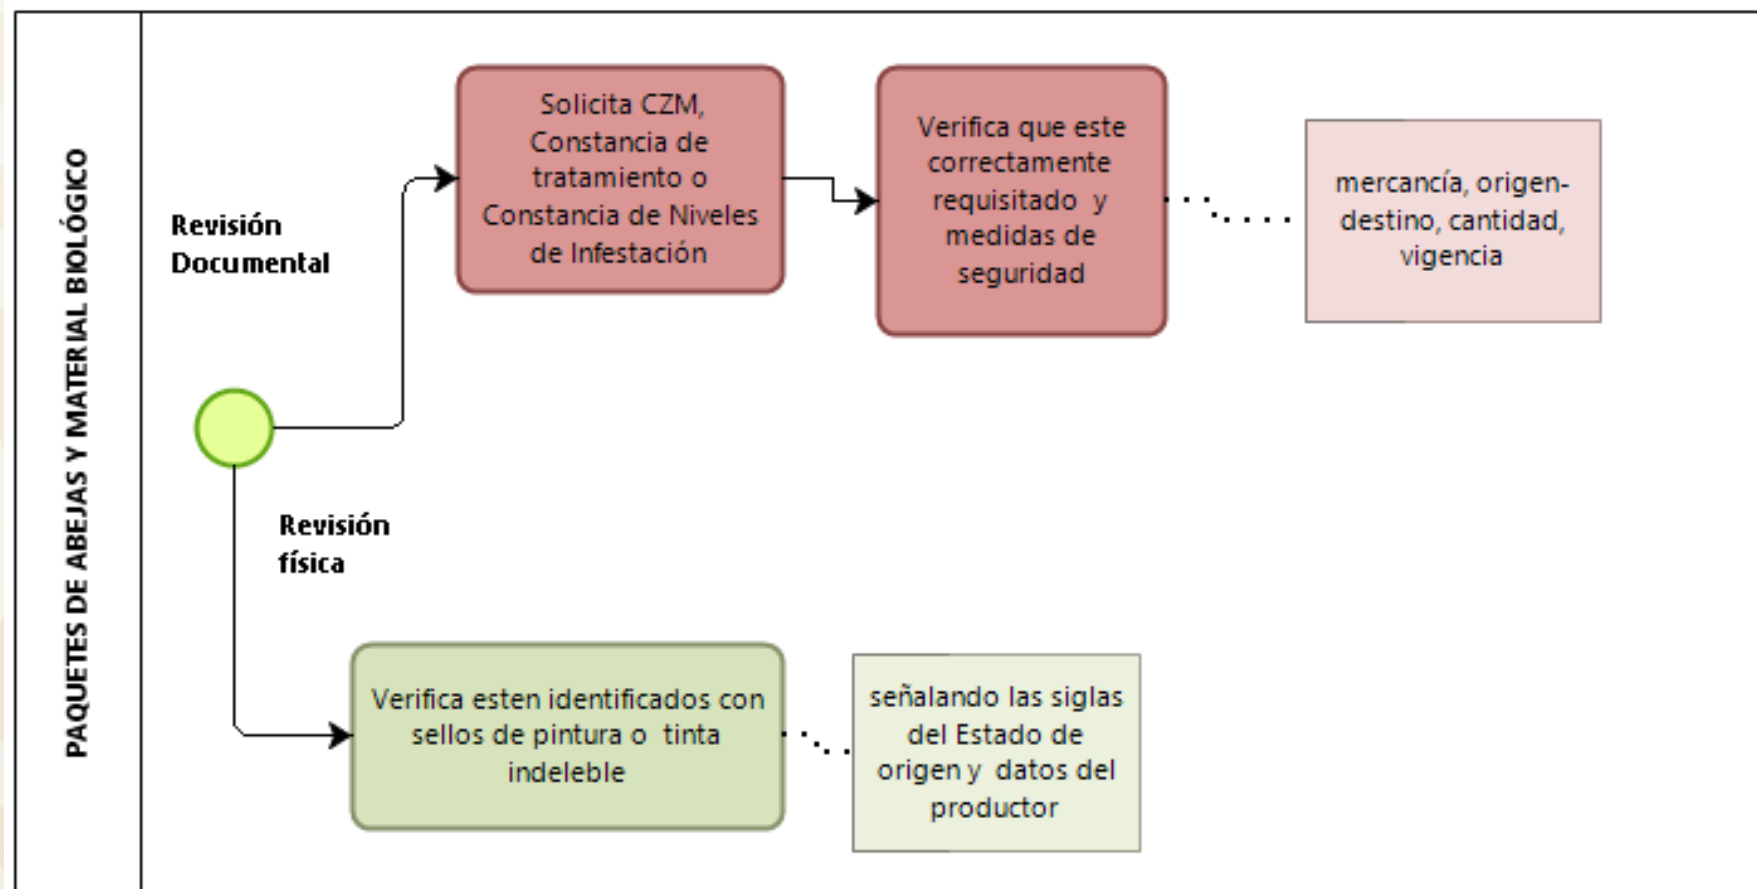 PAQUETES DE ABEJAS Y MATERIAL BIOLÓGICO
Revisión
Documental
Solicita CZM,
Constancia de
tratamiento o
Constancia de Niveles
de Infestación
Verifica que este
correctamente
requisitado y
medidas de
seguridad
mercancía, origen-
destino, cantidad,
vigencia
Revisión
física
Verifica esten identificados con
sellos de pintura o tinta
indeleble
señalando las siglas
del Estado de
origen y datos del
productor